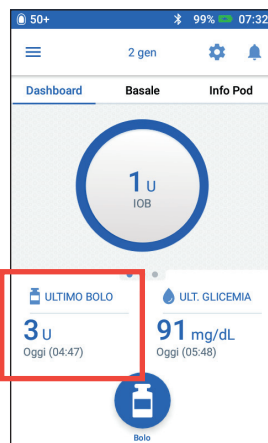 50+ 99% 07:32
2 gen
Dashboard Basale Info Pod
1 U
IOB
ULTIMO BOLO ULT. GLICEMIA
3 U 91 mg/dL
Oggi (04:47) Oggi (05:48)
Bolo